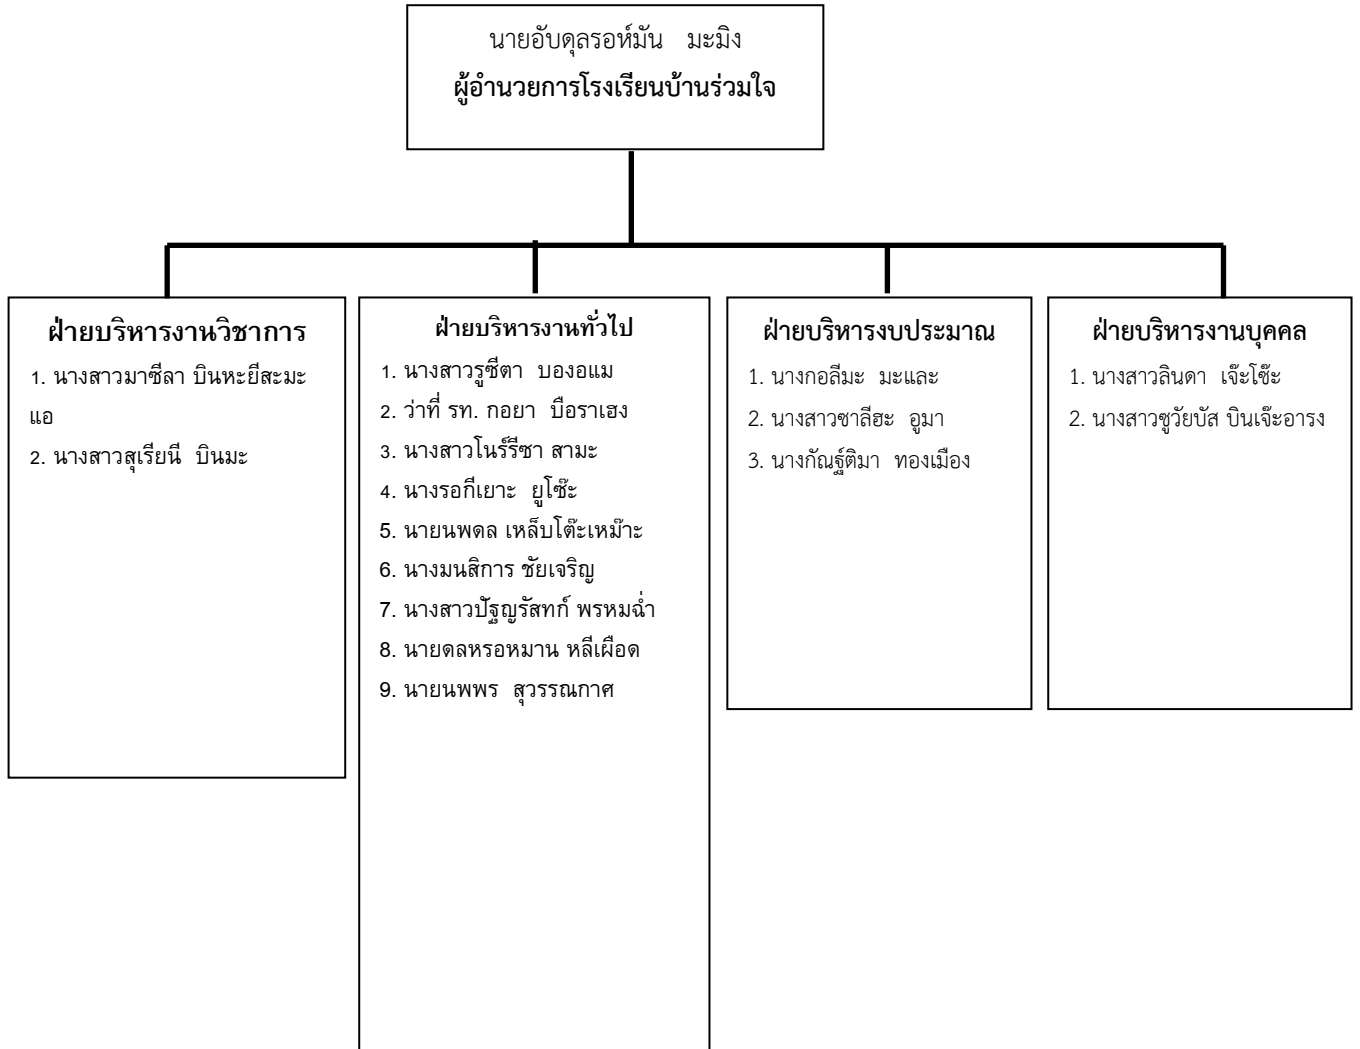 นายอับดุลรอห์มัน มะมิง
ผู้อำนวยการโรงเรียนบ้านร่วมใจ
ฝ่ายบริหารงานวิชาการ
1. นางสาวมาซีลา บินหะยีสะมะ
แอ
2. นางสาวสุเรียนี บินมะ
ฝ่ายบริหารงานทั่วไป
1. นางสาวรูซีตา บองอแม
2. ว่าที่ รท. กอยา บือราเฮง
3. นางสาวโนร์รีซา สามะ
4. นางรอกีเยาะ ยูโซ๊ะ
5. นายนพดล เหล็บโต๊ะเหม๊าะ
6. นางมนสิการ ชัยเจริญ
7. นางสาวปัฐญรัสทก์ พรหมฉ่ำ
8. นายดลหรอหมาน หลีเผือด
9. นายนพพร สุวรรณกาศ
ฝ่ายบริหารงบประมาณ
1. นางกอลีมะ มะและ
2. นางสาวซาลีฮะ อูมา
3. นางกัณฐ์ติมา ทองเมือง
ฝ่ายบริหารงานบุคคล
1. นางสาวลินดา เจ๊ะโซ๊ะ
2. นางสาวซูวัยบัส บินเจ๊ะอารง